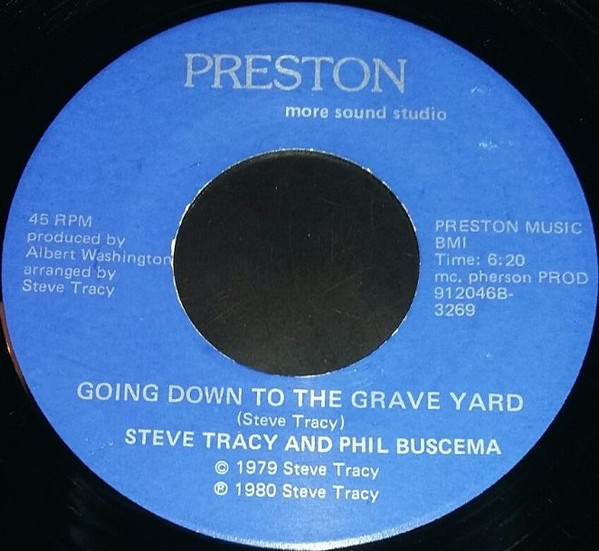 PRESTON
more sound studio
45 RPM
produced by
Albert Washington
arranged by
Steve Tracy
PRESTON MUSIC
BMI
Time: 6:20
mc. pherson PROD
912046B-
3269
GOING DOWN TO THE GRAVE YARD
(Steve Tracy)
STEVE TRACY AND PHIL BUSCEMA
© 1979 Steve Tracy
℗ 1980 Steve Tracy